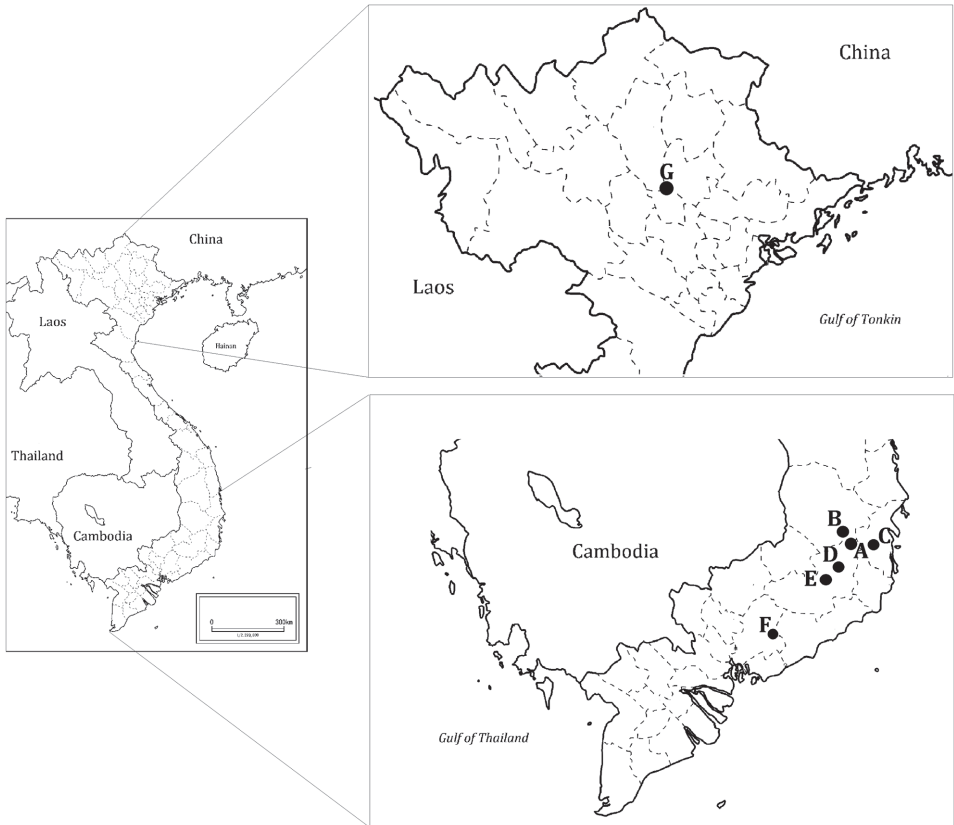 China
Laos
Hainan
Thailand
Cambodia
0 300km
China
G
Laos
Gulf of Tonkin
Cambodia
B
A
C
D
E
F
Gulf of Thailand